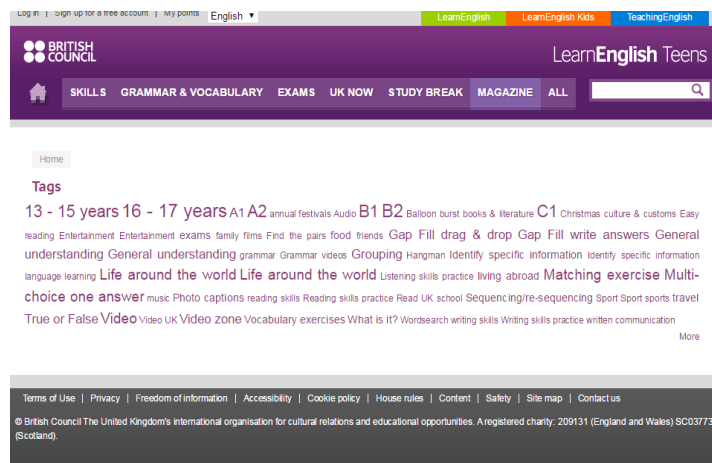 Log in | Sign up for a free account | My points English ▼ LearnEnglish LearnEnglish Kids TeachingEnglish
BRITISH
COUNCIL
LearnEnglish Teens
SKILLS GRAMMAR & VOCABULARY EXAMS UK NOW STUDY BREAK MAGAZINE ALL
Home
Tags
13 - 15 years 16 - 17 years A1 A2 annual festivals Audio B1 B2 Balloon burst books & literature C1 Christmas culture & customs Easy
reading Entertainment Entertainment exams family films Find the pairs food friends Gap Fill drag & drop Gap Fill write answers General
understanding General understanding grammar Grammar videos Grouping Hangman Identify specific information Identify specific information
language learning Life around the world Life around the world Listening skills practice living abroad Matching exercise Multi-
choice one answer music Photo captions reading skills Reading skills practice Read UK school Sequencing/re-sequencing Sport Sport sports travel
True or False Video Video UK Video zone Vocabulary exercises What is it? Wordsearch writing skills Writing skills practice written communication
More
Terms of Use | Privacy | Freedom of information | Accessibility | Cookie policy | House rules | Content | Safety | Site map | Contact us
© British Council The United Kingdom's international organisation for cultural relations and educational opportunities. A registered charity: 209131 (England and Wales) SC03773
(Scotland).